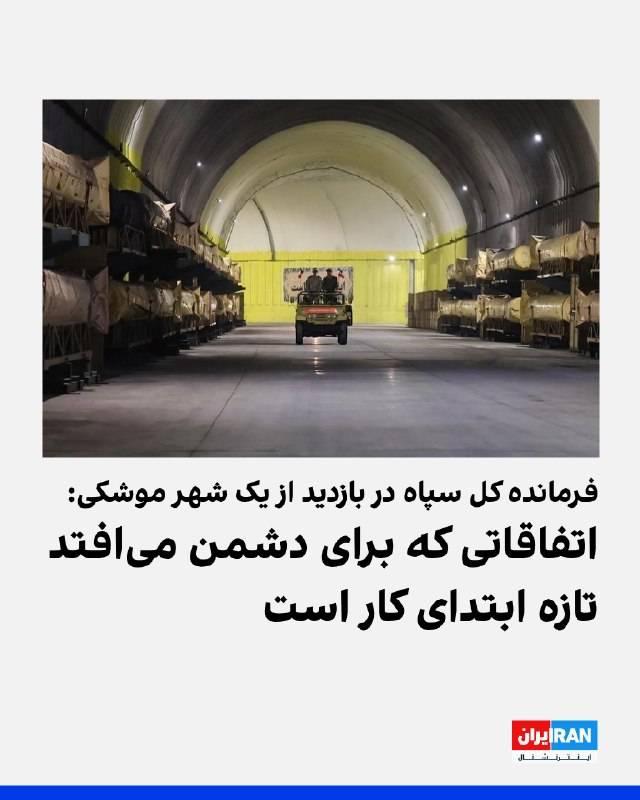 فرمانده کل سپاه در بازدید از یک شهر موشکی:
اتفاقاتی که برای دشمن می‌افتد
تازه ابتدای کار است
ایران IRAN
اینترنشنال